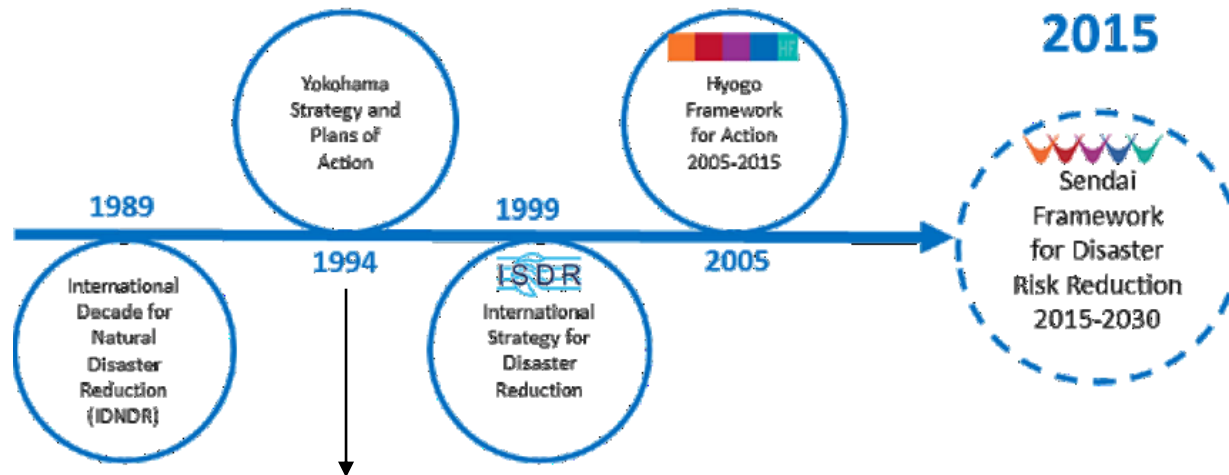 1989
International
Decade for
Natural
Disaster
Reduction
(IDNDR)
Yokohama
Strategy and
Plans of
Action
1994
1999
ISDR
International
Strategy for
Disaster
Reduction
HF
Hyogo
Framework
for Action
2005-2015
2005
2015
Sendai
Framework
for Disaster
Risk Reduction
2015-2030